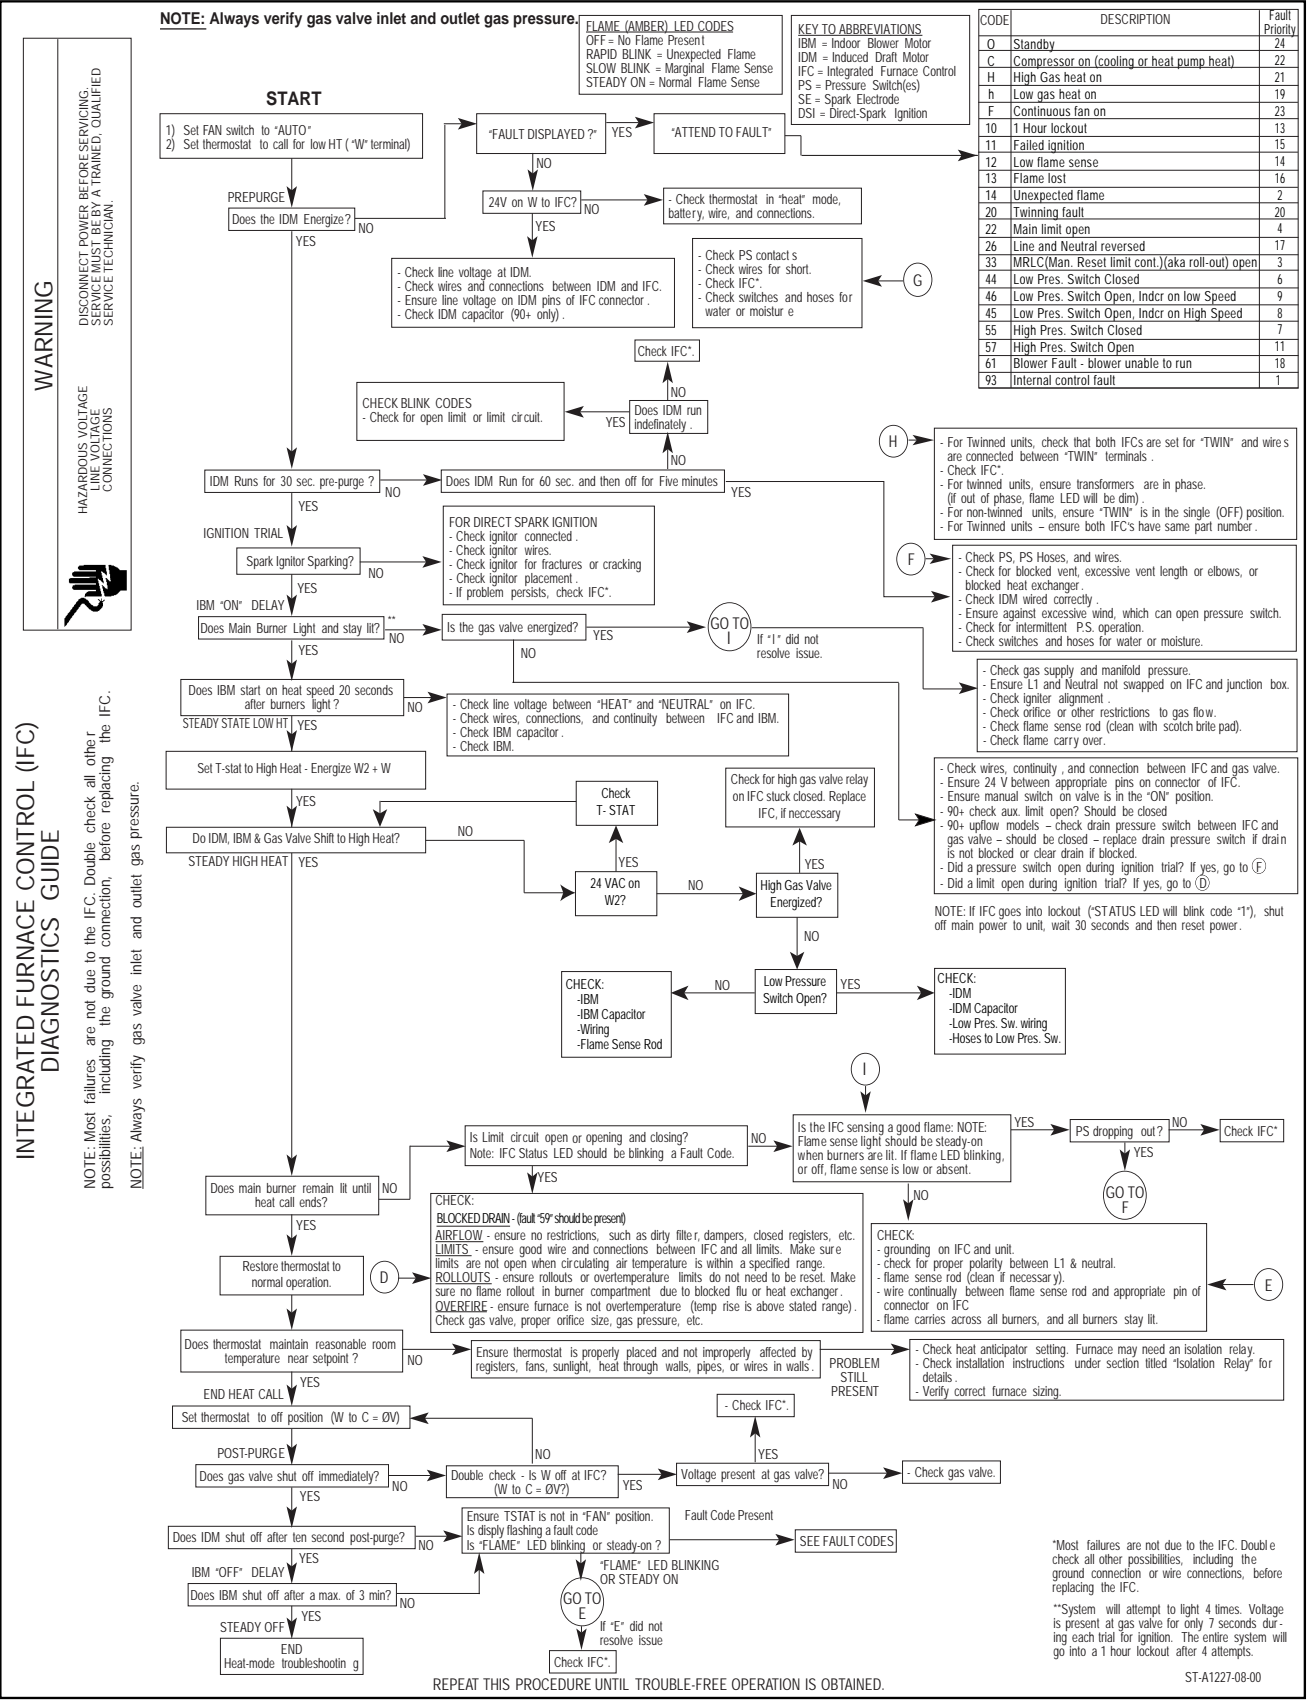 NOTE: Always verify gas valve inlet and outlet gas pressure.
FLAME (AMBER) LED CODES
OFF = No Flame Present
RAPID BLINK = Unexpected Flame
SLOW BLINK = Marginal Flame Sense
STEADY ON = Normal Flame Sense
KEY TO ABBREVIATIONS
IBM = Indoor Blower Motor
IDM = Induced Draft Motor
IFC = Integrated Furnace Control
PS = Pressure Switch(es)
SE = Spark Electrode
DSI = Direct-Spark Ignition
CODE DESCRIPTION Fault Priority
O Standby 24
C Compressor on (cooling or heat pump heat) 22
H High Gas heat on 21
h Low gas heat on 19
F Continuous fan on 23
10 1 Hour lockout 13
11 Failed ignition 15
12 Low flame sense 14
13 Flame lost 16
14 Unexpected flame 2
20 Twinning fault 20
22 Main limit open 4
26 Line and Neutral reversed 17
33 MRLC(Man. Reset limit cont.)(aka roll-out) open 3
44 Low Pres. Switch Closed 6
46 Low Pres. Switch Open, Indcr on low Speed 9
45 Low Pres. Switch Open, Indcr on High Speed 8
55 High Pres. Switch Closed 7
57 High Pres. Switch Open 11
61 Blower Fault - blower unable to run 18
93 Internal control fault 1
WARNING
HAZARDOUS VOLTAGE
LINE VOLTAGE
CONNECTIONS
DISCONNECT POWER BEFORE SERVICING.
SERVICE MUST BE BY A TRAINED, QUALIFIED
SERVICE TECHNICIAN.
INTEGRATED FURNACE CONTROL (IFC)
DIAGNOSTICS GUIDE
NOTE: Most failures are not due to the IFC. Double check all other
possibilities, including the ground connection, before replacing the IFC.
NOTE: Always verify gas valve inlet and outlet gas pressure.
START
1) Set FAN switch to "AUTO"
2) Set thermostat to call for low HT ( "W" terminal)
PREPURGE
Does the IDM Energize?
NO
YES
"FAULT DISPLAYED ?"
YES
"ATTEND TO FAULT"
NO
24V on W to IFC?
NO
- Check thermostat in "heat" mode,
battery, wire, and connections.
YES
- Check line voltage at IDM.
- Check wires and connections between IDM and IFC.
- Ensure line voltage on IDM pins of IFC connector .
- Check IDM capacitor (90+ only) .
- Check PS contact s
- Check wires for short.
- Check IFC*.
- Check switches and hoses for
water or moistur e
G
Check IFC*.
NO
CHECK BLINK CODES
- Check for open limit or limit circuit.
YES
Does IDM run
indefinately .
NO
IDM Runs for 30 sec. pre-purge ?
NO
Does IDM Run for 60 sec. and then off for Five minutes
YES
YES
H
- For Twinned units, check that both IFCs are set for "TWIN" and wires
are connected between "TWIN" terminals .
- Check IFC*.
- For twinned units, ensure transformers are in phase.
(if out of phase, flame LED will be dim) .
- For non-twinned units, ensure "TWIN" is in the single (OFF) position.
- For Twinned units – ensure both IFC's have same part number .
IGNITION TRIAL
Spark Ignitor Sparking?
NO
YES
FOR DIRECT SPARK IGNITION
- Check ignitor connected .
- Check ignitor wires.
- Check ignitor for fractures or cracking
- Check ignitor placement .
- If problem persists, check IFC*.
F
- Check PS, PS Hoses, and wires.
- Check for blocked vent, excessive vent length or elbows, or
blocked heat exchanger .
- Check IDM wired correctly .
- Ensure against excessive wind, which can open pressure switch.
- Check for intermittent P.S. operation.
- Check switches and hoses for water or moisture.
IBM "ON" DELAY
Does Main Burner Light and stay lit?
**
NO
YES
Is the gas valve energized?
YES
NO
GO TO
I
If "I" did not
resolve issue.
- Check gas supply and manifold pressure.
- Ensure L1 and Neutral not swapped on IFC and junction box.
- Check igniter alignment .
- Check orifice or other restrictions to gas flow.
- Check flame sense rod (clean with scotch brite pad).
- Check flame carry over.
Does IBM start on heat speed 20 seconds
after burners light ?
NO
- Check line voltage between "HEAT" and "NEUTRAL" on IFC.
- Check wires, connections, and continuity between IFC and IBM.
- Check IBM capacitor .
- Check IBM.
STEADY STATE LOW HT
YES
Set T-stat to High Heat - Energize W2 + W
YES
- Check wires, continuity , and connection between IFC and gas valve.
- Ensure 24 V between appropriate pins on connector of IFC.
- Ensure manual switch on valve is in the "ON" position.
- 90+ check aux. limit open? Should be closed
- 90+ upflow models – check drain pressure switch between IFC and
gas valve – should be closed – replace drain pressure switch if drain
is not blocked or clear drain if blocked.
- Did a pressure switch open during ignition trial? If yes, go to F
- Did a limit open during ignition trial? If yes, go to D
NOTE: If IFC goes into lockout ("STATUS LED will blink code "1"), shut
off main power to unit, wait 30 seconds and then reset power .
Do IDM, IBM & Gas Valve Shift to High Heat?
NO
STEADY HIGH HEAT
YES
Check
T- STAT
YES
24 VAC on
W2?
NO
Check for high gas valve relay
on IFC stuck closed. Replace
IFC, if neccessary
YES
High Gas Valve
Energized?
NO
Low Pressure
Switch Open?
NO
YES
CHECK:
-IBM
-IBM Capacitor
-Wiring
-Flame Sense Rod
CHECK:
-IDM
-IDM Capacitor
-Low Pres. Sw. wiring
-Hoses to Low Pres. Sw.
I
Is Limit circuit open or opening and closing?
Note: IFC Status LED should be blinking a Fault Code.
NO
YES
Is the IFC sensing a good flame: NOTE:
Flame sense light should be steady-on
when burners are lit. If flame LED blinking,
or off, flame sense is low or absent.
YES
PS dropping out?
NO
Check IFC*
YES
GO TO
F
NO
Does main burner remain lit until
heat call ends?
NO
YES
CHECK:
BLOCKED DRAIN - (fault "59" should be present)
AIRFLOW - ensure no restrictions, such as dirty filter, dampers, closed registers, etc.
LIMITS - ensure good wire and connections between IFC and all limits. Make sure
limits are not open when circulating air temperature is within a specified range.
ROLLOUTS - ensure rollouts or overtemperature limits do not need to be reset. Make
sure no flame rollout in burner compartment due to blocked flu or heat exchanger .
OVERFIRE - ensure furnace is not overtemperature (temp rise is above stated range) .
Check gas valve, proper orifice size, gas pressure, etc.
D
CHECK:
- grounding on IFC and unit.
- check for proper polarity between L1 & neutral.
- flame sense rod (clean if necessar y).
- wire continually between flame sense rod and appropriate pin of
connector on IFC
- flame carries across all burners, and all burners stay lit.
E
Restore thermostat to
normal operation.
Does thermostat maintain reasonable room
temperature near setpoint ?
NO
YES
Ensure thermostat is properly placed and not improperly affected by
registers, fans, sunlight, heat through walls, pipes, or wires in walls .
PROBLEM
STILL
PRESENT
- Check heat anticipator setting. Furnace may need an isolation relay.
- Check installation instructions under section titled "Isolation Relay" for
details .
- Verify correct furnace sizing.
END HEAT CALL
Set thermostat to off position (W to C = ØV)
POST-PURGE
Does gas valve shut off immediately?
NO
YES
NO
Double check - Is W off at IFC?
(W to C = ØV?)
YES
- Check IFC*.
YES
Voltage present at gas valve?
NO
- Check gas valve.
Does IDM shut off after ten second post-purge?
NO
YES
Ensure TSTAT is not in "FAN" position.
Is disply flashing a fault code
Is "FLAME" LED blinking or steady-on ?
Fault Code Present
SEE FAULT CODES
IBM "OFF" DELAY
Does IBM shut off after a max. of 3 min?
NO
"FLAME" LED BLINKING
OR STEADY ON
GO TO
E
If "E" did not
resolve issue
Check IFC*.
YES
STEADY OFF
END
Heat-mode troubleshootin g
*Most failures are not due to the IFC. Double
check all other possibilities, including the
ground connection or wire connections, before
replacing the IFC.
**System will attempt to light 4 times. Voltage
is present at gas valve for only 7 seconds dur-
ing each trial for ignition. The entire system will
go into a 1 hour lockout after 4 attempts.
ST-A1227-08-00
REPEAT THIS PROCEDURE UNTIL TROUBLE-FREE OPERATION IS OBTAINED.